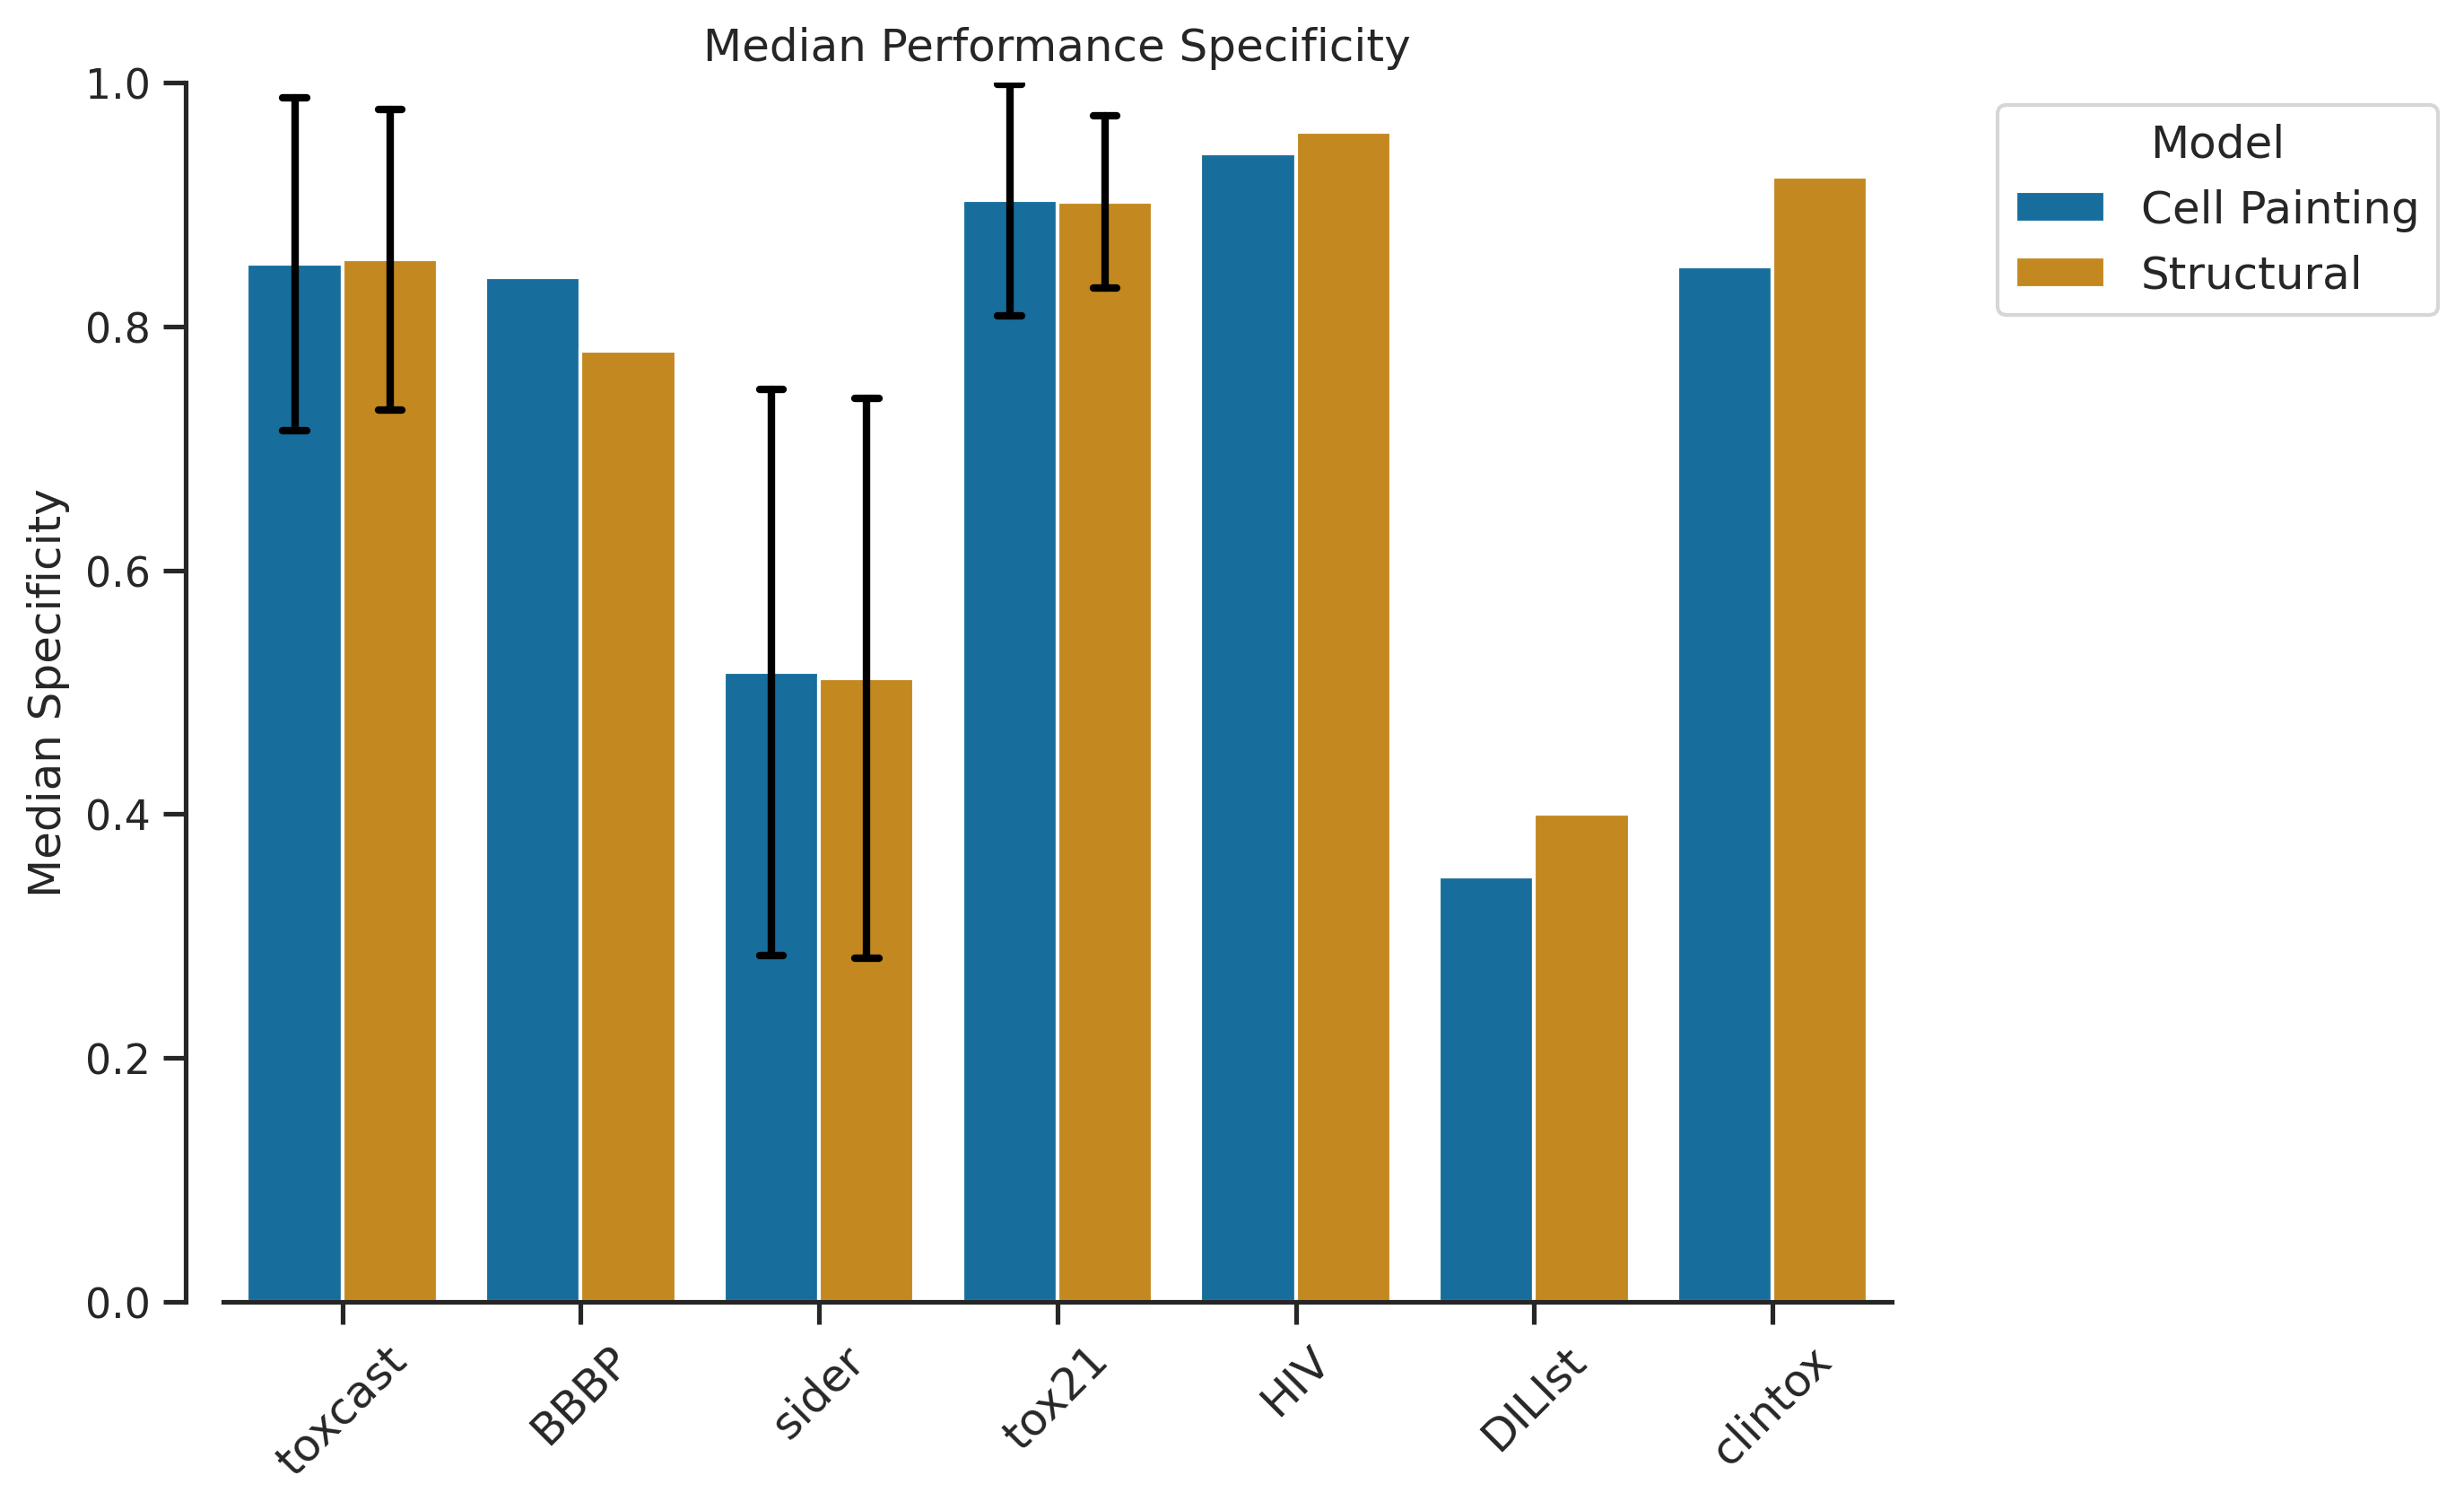 Median Performance Specificity
Median Specificity
1.0
0.8
0.6
0.4
0.2
0.0
toxcast
BBBP
sider
tox21
HIV
DILIst
clintox
Model
Cell Painting
Structural